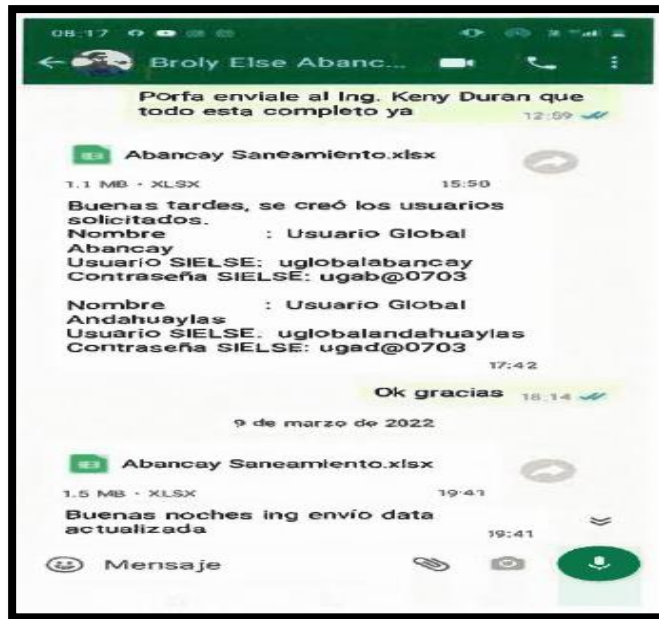 08:17
Broly Else Abanc...
Porfa enviale al Ing. Keny Duran que
todo esta completo ya
12:59
Abancay Saneamiento.xlsx
1.1 MB · XLSX 15:50
Buenas tardes, se creó los usuarios
solicitados.
Nombre : Usuario Global
Abancay
Usuario SIELSE: uglobalabancay
Contraseña SIELSE: ugab@0703
Nombre : Usuario Global
Andahuaylas
Usuario SIELSE: uglobalandahuaylas
Contraseña SIELSE: ugad@0703
17:42
Ok gracias 18:14
9 de marzo de 2022
Abancay Saneamiento.xlsx
1.5 MB · XLSX 19:41
Buenas noches ing envío data
actualizada
19:41
Mensaje